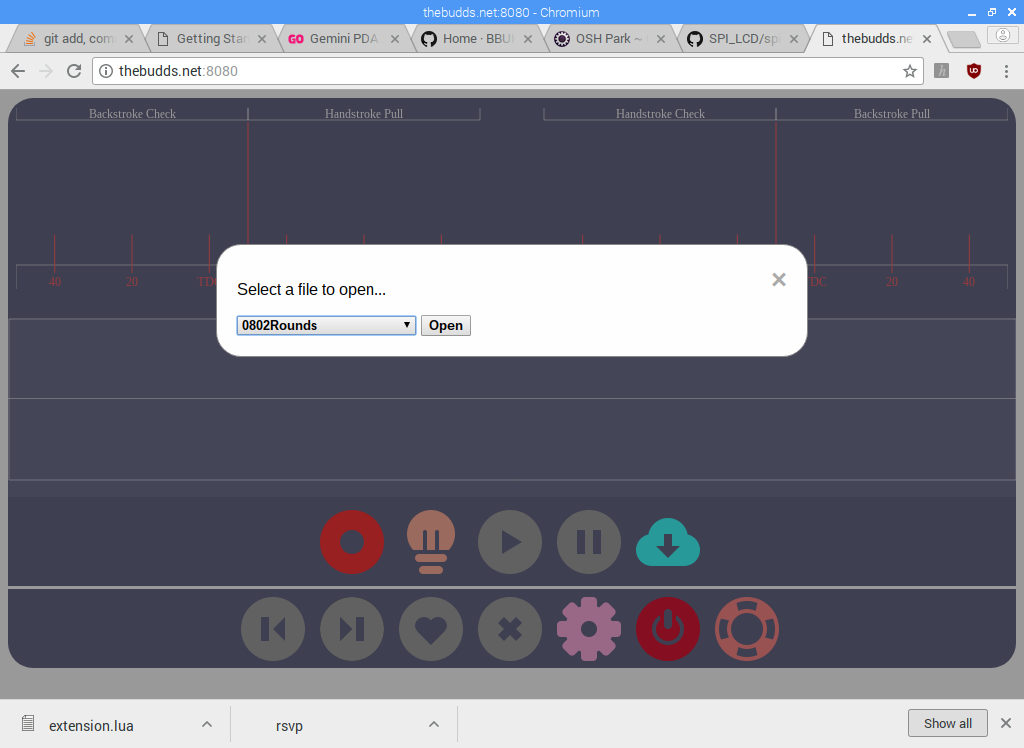 thebudds.net:8080 - Chromium
git add, com
Getting Star
GO Gemini PDA
Home · BBU
OSH Park ~
SPI_LCD/sp
thebudds.ne
thebudds.net:8080
Backstroke Check Handstroke Pull Handstroke Check Backstroke Pull
40 20 TDC DC 20 40
Select a file to open... ×
0802Rounds Open
extension.lua rsvp Show all